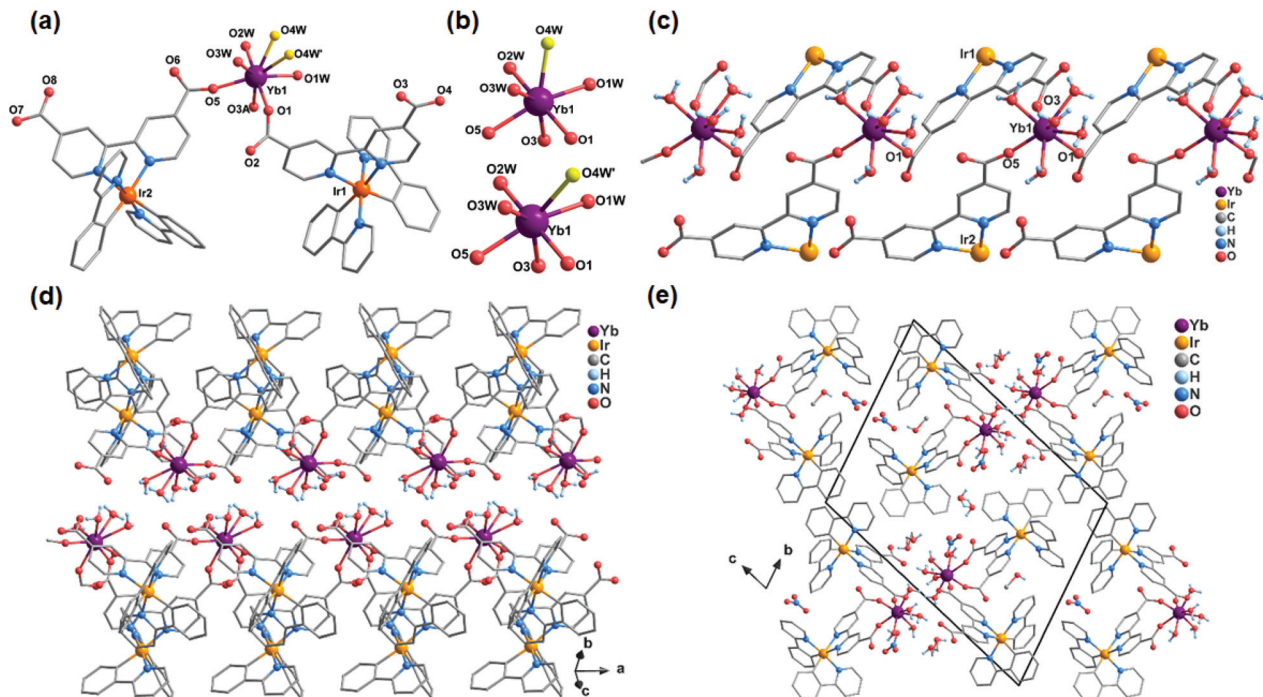 (a)
O2W
O4W
O3W
O4W'
O6
O1W
O8
Yb1
O5
O3A
O1
O7
O3
O4
O2
Ir2
Ir1
(b)
O4W
O2W
O1W
O3W
Yb1
O5
O3
O1
O2W
O4W'
O3W
O1W
Yb1
O5
O3
O1
(c)
Ir1
O3
Yb1
O5
O1
Ir2
Yb
Ir
C
H
N
O
(d)
Yb
Ir
C
H
N
O
b
a
c
(e)
Yb
Ir
C
H
N
O
c
b